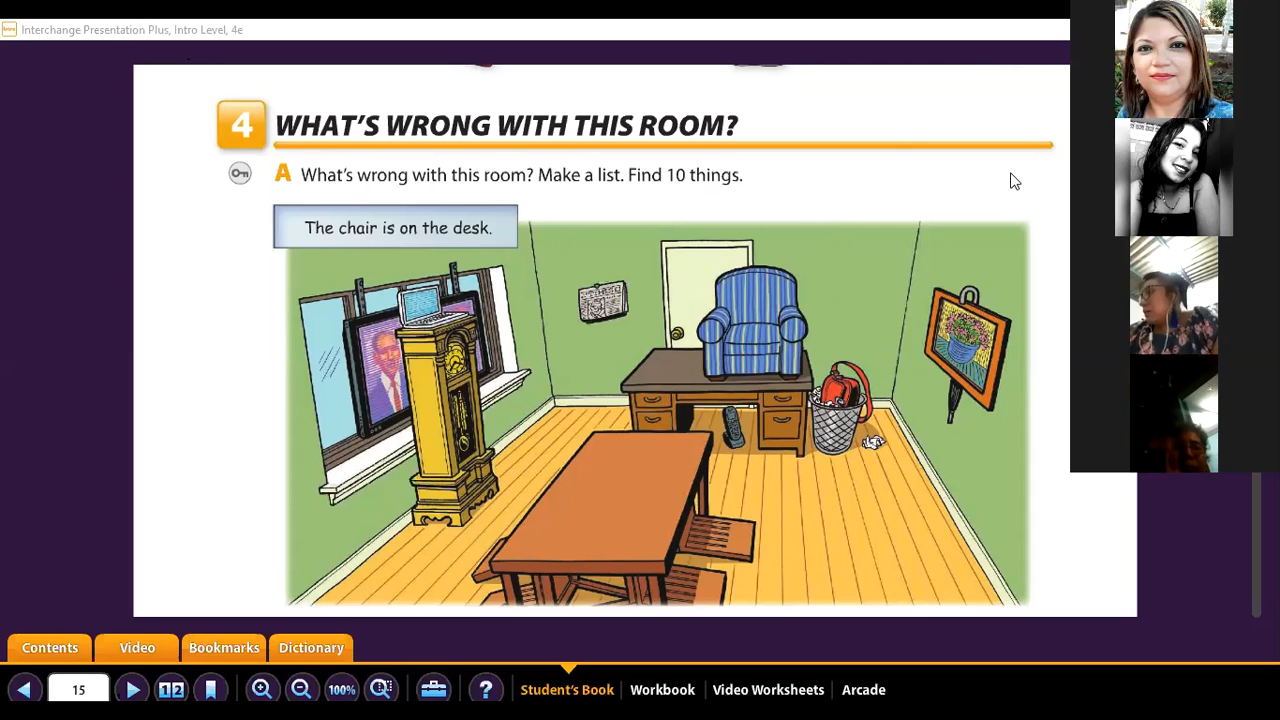 Interchange Presentation Plus, Intro Level, 4e
4 WHAT'S WRONG WITH THIS ROOM?
A What's wrong with this room? Make a list. Find 10 things.
The chair is on the desk.
Contents Video Bookmarks Dictionary
15 1 2 100% ? Student's Book Workbook Video Worksheets Arcade